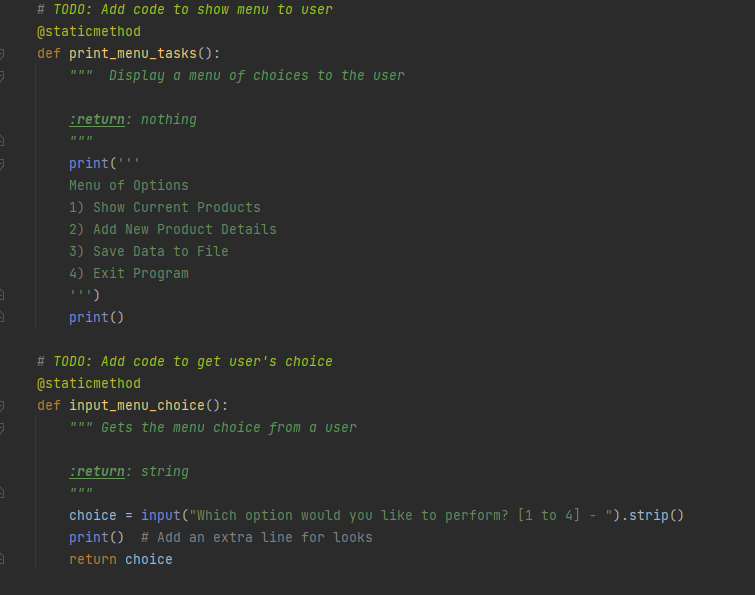 # TODO: Add code to show menu to user
@staticmethod
def print_menu_tasks():
"""  Display a menu of choices to the user
:return: nothing
"""
print('''
Menu of Options
1) Show Current Products
2) Add New Product Details
3) Save Data to File
4) Exit Program
''')
print()
# TODO: Add code to get user's choice
@staticmethod
def input_menu_choice():
""" Gets the menu choice from a user
:return: string
"""
choice = input("Which option would you like to perform? [1 to 4] - ").strip()
print()  # Add an extra line for looks
return choice